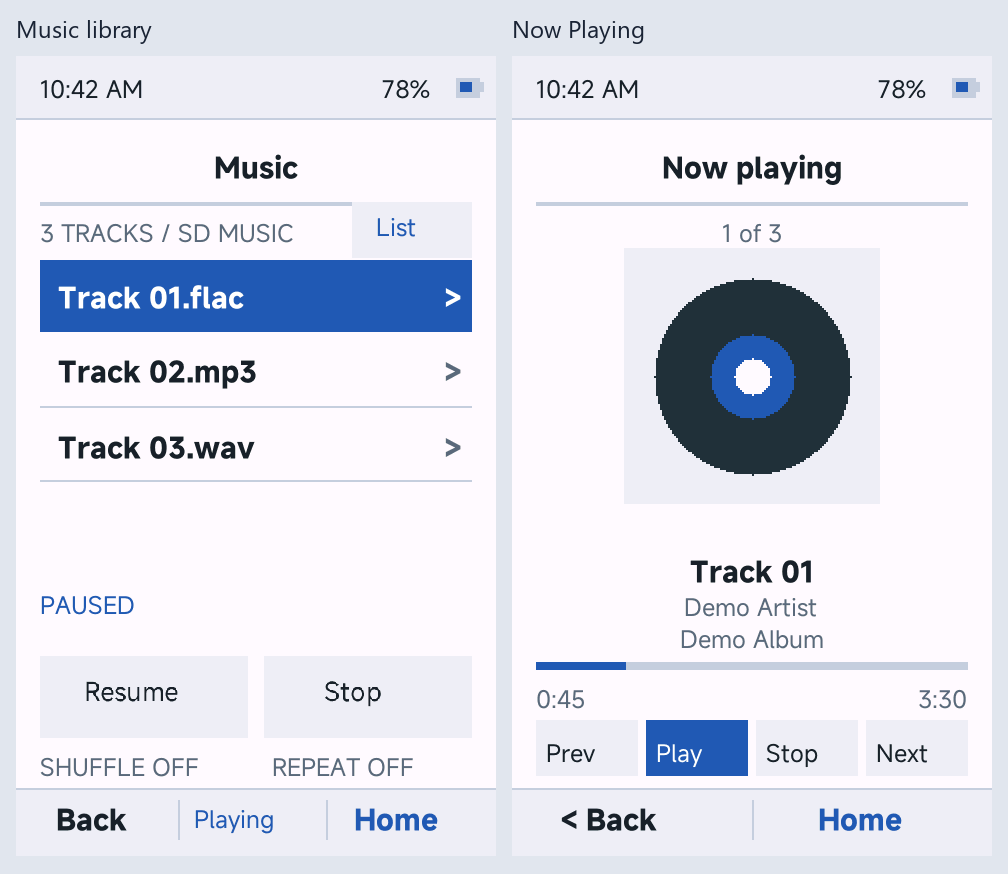 Music library
10:42 AM 78%
Music
3 TRACKS / SD MUSIC List
Track 01.flac >
Track 02.mp3 >
Track 03.wav >
PAUSED
Resume Stop
SHUFFLE OFF REPEAT OFF
Back Playing Home
Now Playing
10:42 AM 78%
Now playing
1 of 3
Track 01
Demo Artist
Demo Album
0:45 3:30
Prev Play Stop Next
< Back Home